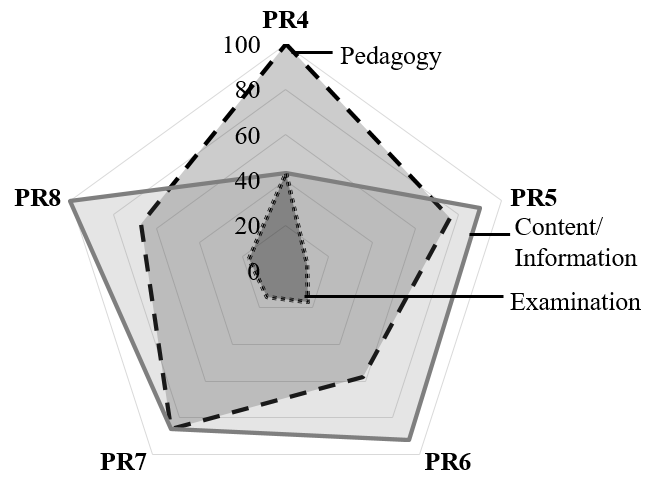 PR4
100
Pedagogy
80
60
40
PR8
PR5
20
Content/
Information
0
Examination
PR7
PR6